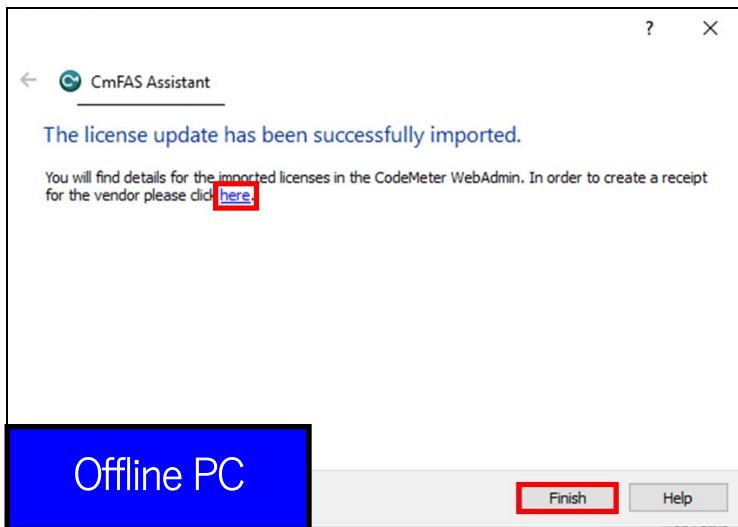 ?
CmFAS Assistant
The license update has been successfully imported.
You will find details for the imported licenses in the CodeMeter WebAdmin. In order to create a receipt
for the vendor please click here.
Offline PC
Finish
Help